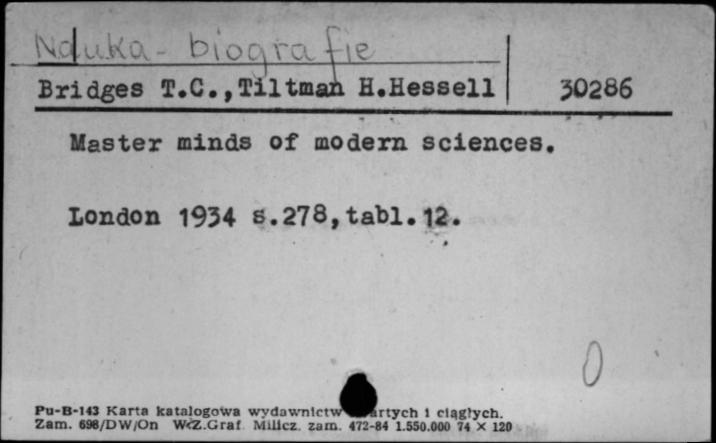 Nauka - biografie
Bridges T.C., Tiltman H.Hessell 30286
Master minds of modern sciences.
London 1934 s.278, tabl.12.
0
Pu-B-143 Karta katalogowa wydawnictw artych i ciągłych.
Zam. 698/DW/On WZ.Graf Milicz. zam. 472-84 1.550.000 74 × 120